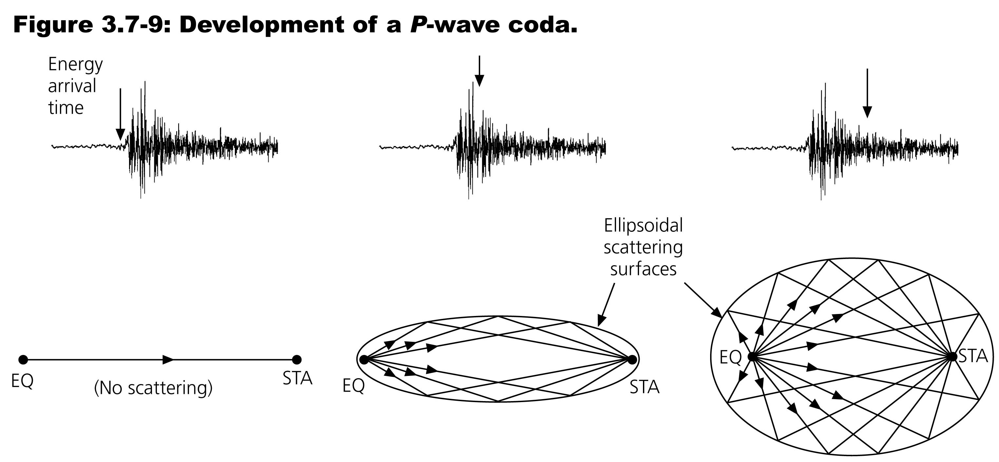 Figure 3.7-9: Development of a P-wave coda.
Energy
arrival
time
Ellipsoidal
scattering
surfaces
EQ
(No scattering)
STA
EQ
STA
EQ
STA